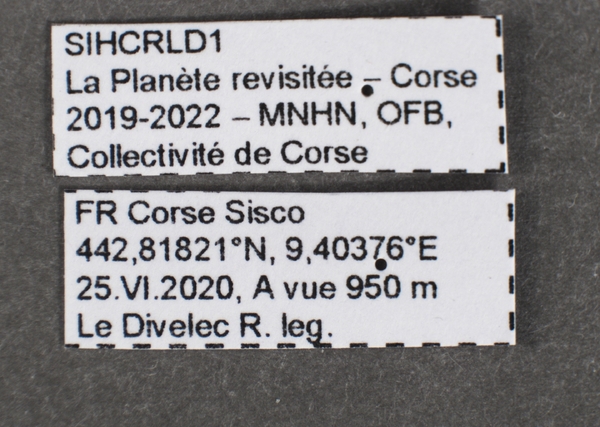 SIHCRLD1
La Planète revisitée – Corse
2019-2022 – MNHN, OFB,
Collectivité de Corse
FR Corse Sisco
442,81821°N, 9,40376°E
25.VI.2020, A vue 950 m
Le Divelec R. leg.